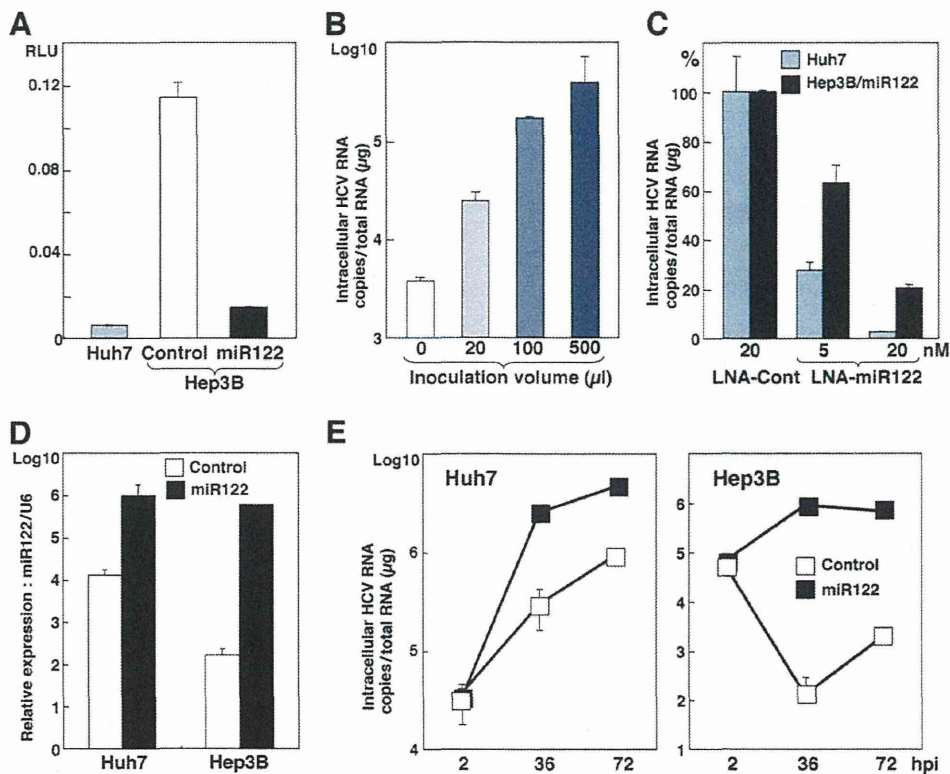 A
RLU
0.12
0.08
0.04
0
Huh7 Control miR122
Hep3B
B
Log10
5
4
3
Intracellular HCV RNA
copies/total RNA (µg)
0 20 100 500
Inoculation volume (µl)
C
%
100
80
60
40
20
0
Intracellular HCV RNA
copies/total RNA (µg)
Huh7
Hep3B/miR122
20 5 20 nM
LNA-Cont LNA-miR122
D
Log10
6
5
4
3
2
1
0
Relative expression : miR122/U6
Control
miR122
Huh7 Hep3B
E
Log10
Huh7
6
5
4
Intracellular HCV RNA
copies/total RNA (µg)
2 36 72
7
6
5
4
3
2
1
Hep3B
Control
miR122
2 36 72 hpi